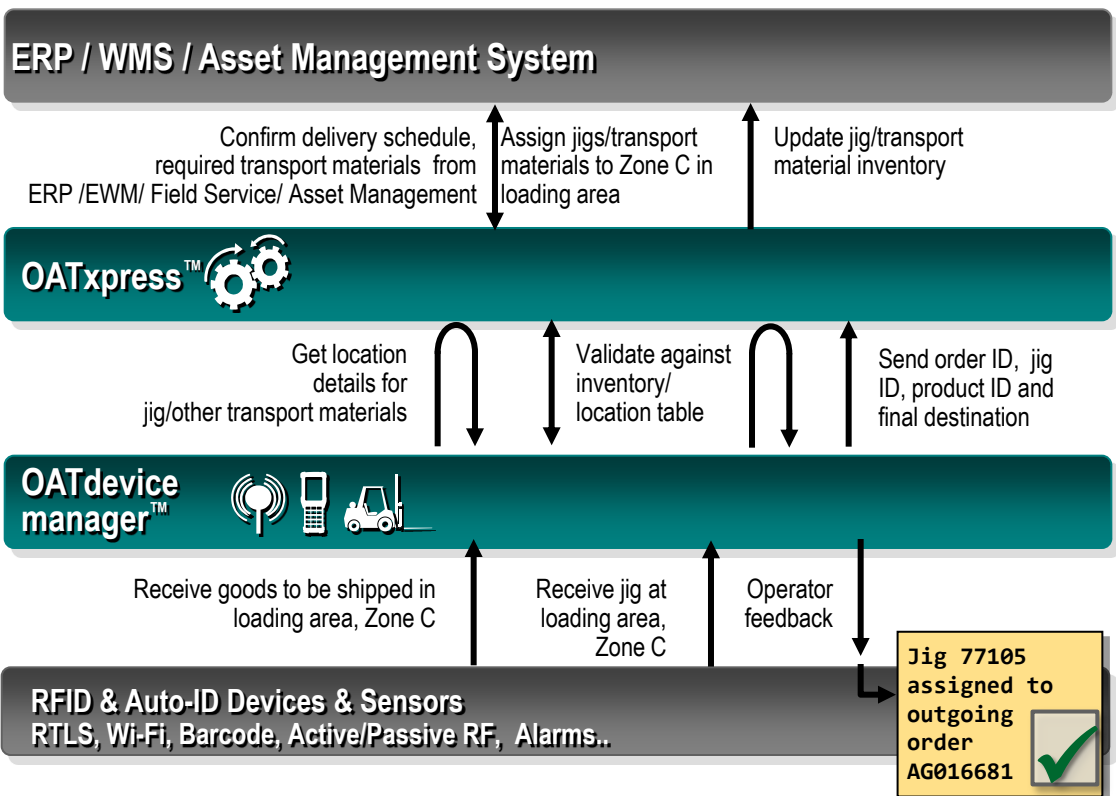 ERP / WMS / Asset Management System
Confirm delivery schedule,
required transport materials from
ERP /EWM/ Field Service/ Asset Management
Assign jigs/transport
materials to Zone C in
loading area
Update jig/transport
material inventory
OATxpress™
Get location
details for
jig/other transport materials
Validate against
inventory/
location table
Send order ID, jig
ID, product ID and
final destination
OATdevice
manager™
Receive goods to be shipped in
loading area, Zone C
Receive jig at
loading area,
Zone C
Operator
feedback
RFID & Auto-ID Devices & Sensors
RTLS, Wi-Fi, Barcode, Active/Passive RF, Alarms..
Jig 77105
assigned to
outgoing
order
AG016681